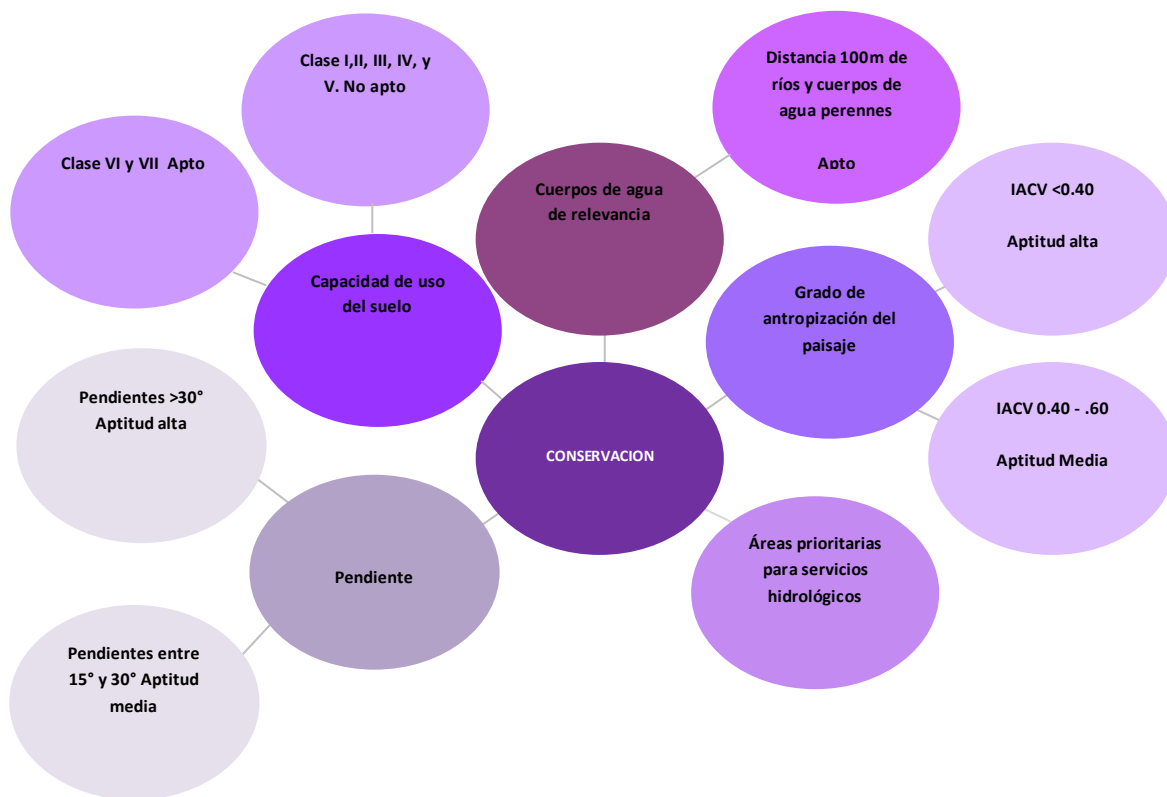 Clase I,II, III, IV, y
V. No apto
Distancia 100m de
ríos y cuerpos de
agua perennes
Apto
Clase VI y VII Apto
Cuerpos de agua
de relevancia
IACV <0.40
Aptitud alta
Capacidad de uso
del suelo
Grado de
antropización del
paisaje
Pendientes >30°
Aptitud alta
IACV 0.40 - .60
Aptitud Media
CONSERVACION
Áreas prioritarias
para servicios
hidrológicos
Pendiente
Pendientes entre
15° y 30° Aptitud
media